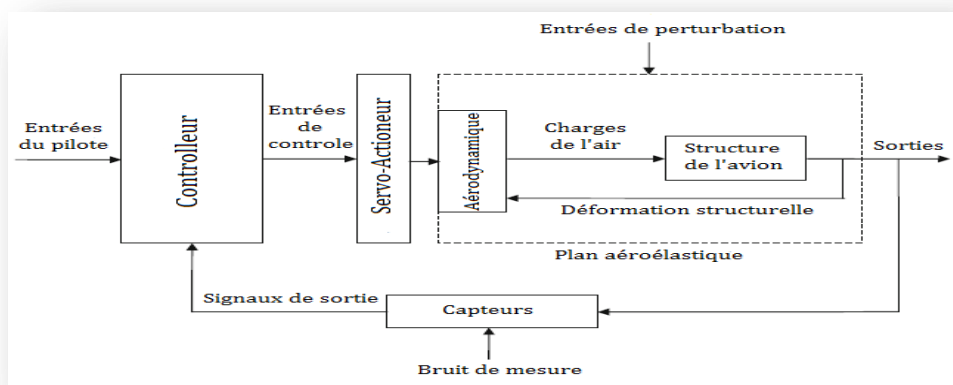 Entrées de perturbation
Entrées
du pilote
Controlleur
Entrées
de
controle
Servo-Actioneur
Aérodynamique
Charges
de l'air
Structure
de l'avion
Sorties
Déformation structurelle
Plan aéroélastique
Signaux de sortie
Capteurs
Bruit de mesure